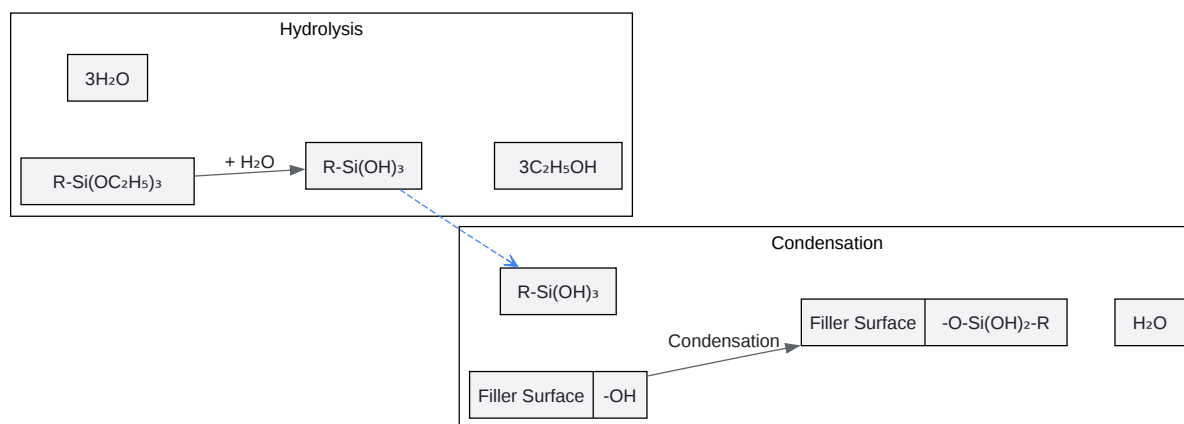 Hydrolysis
3H₂O
R-Si(OC₂H₅)₃
+ H₂O
R-Si(OH)₃
3C₂H₅OH
Condensation
R-Si(OH)₃
Filler Surface
-OH
Condensation
Filler Surface
-O-Si(OH)₂-R
H₂O